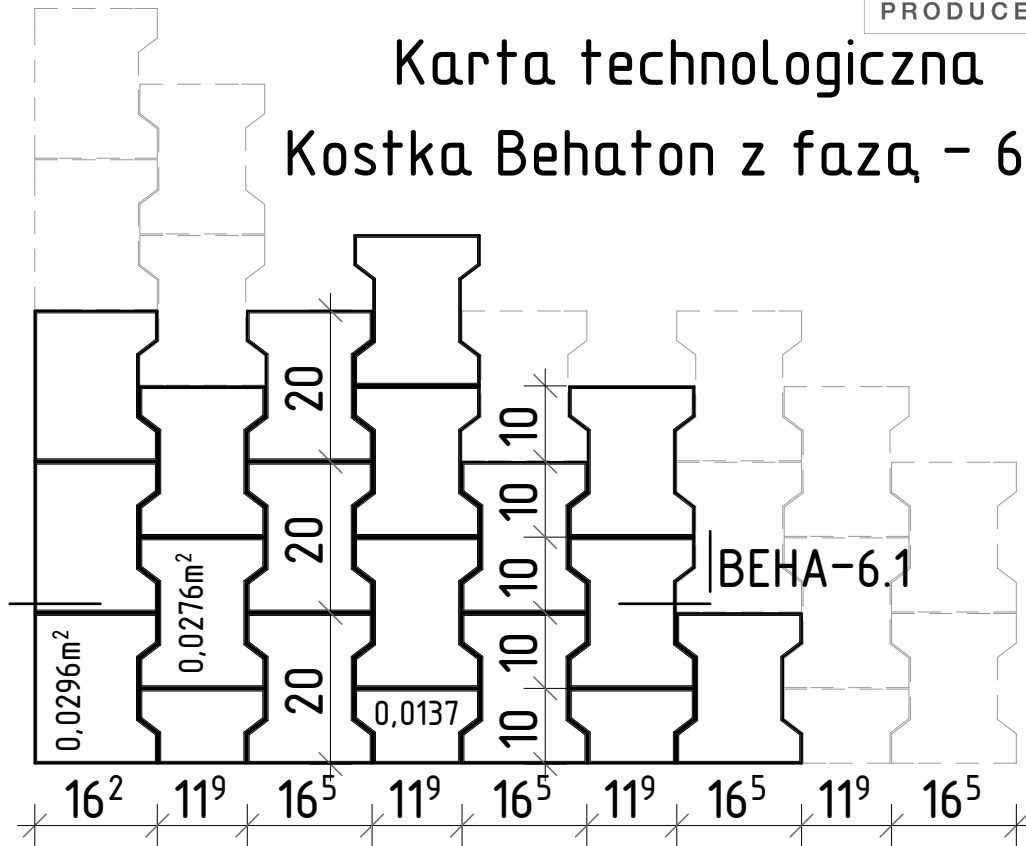 PRODUCE
Karta technologiczna
Kostka Behaton z fazą - 6
20
10
20
10
10
BEHA-6.1
0,0276m²
0,0296m²
20
10
0,0137
10
16² 11⁹ 16⁵ 11⁹ 16⁵ 11⁹ 16⁵ 11⁹ 16⁵